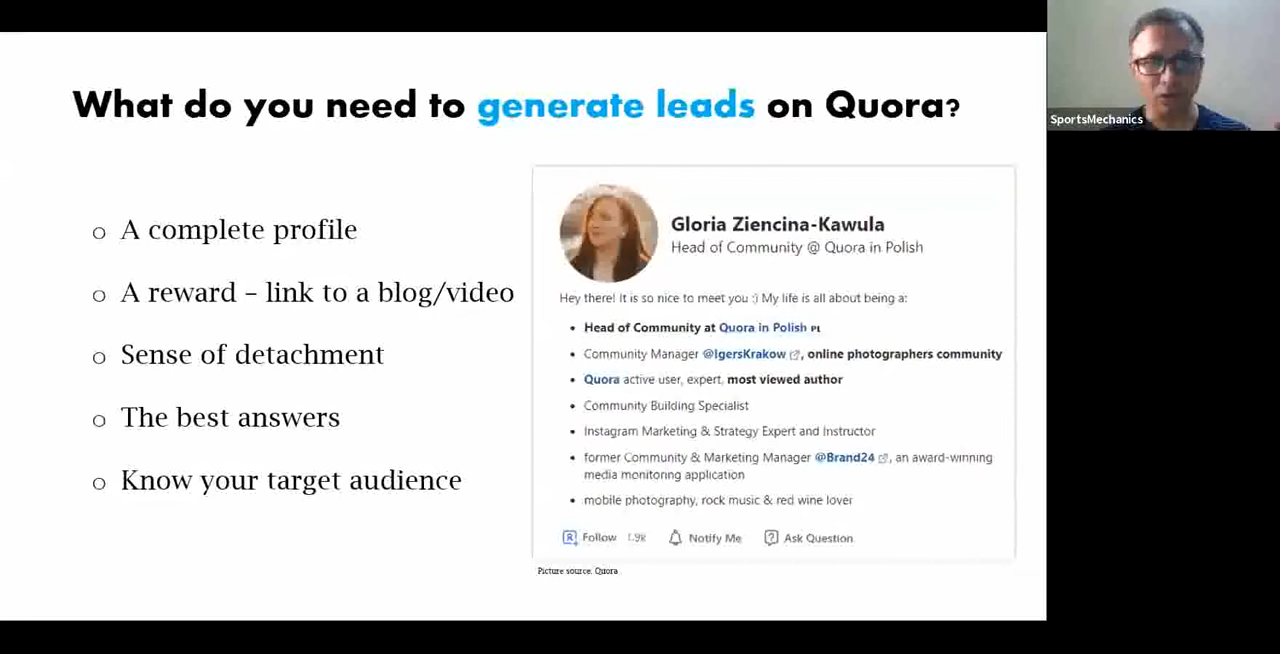 What do you need to generate leads on Quora?
SportsMechanics
○ A complete profile
○ A reward – link to a blog/video
○ Sense of detachment
○ The best answers
○ Know your target audience
Gloria Ziencina-Kawula
Head of Community @ Quora in Polish
Hey there! It is so nice to meet you :) My life is all about being a:
• Head of Community at Quora in Polish PL
• Community Manager @IgersKrakow, online photographers community
• Quora active user, expert, most viewed author
• Community Building Specialist
• Instagram Marketing & Strategy Expert and Instructor
• former Community & Marketing Manager @Brand24, an award-winning
media monitoring application
• mobile photography, rock music & red wine lover
Follow 1.9k Notify Me Ask Question
Picture source: Quora